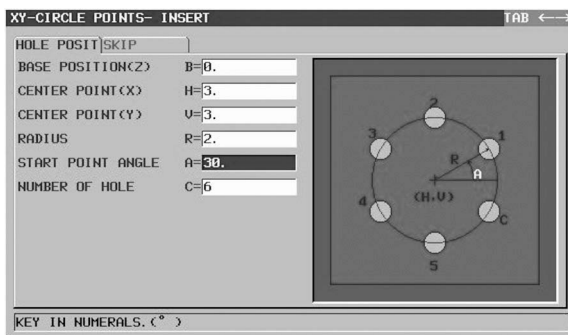 XY-CIRCLE POINTS- INSERT TAB ←→
HOLE POSIT SKIP
BASE POSITION(Z) B=0.
CENTER POINT(X) H=3.
CENTER POINT(Y) V=3.
RADIUS R=2.
START POINT ANGLE A=30.
NUMBER OF HOLE C=6
2
3 1
R
A
(H,V)
4 C
5
KEY IN NUMERALS.(° )